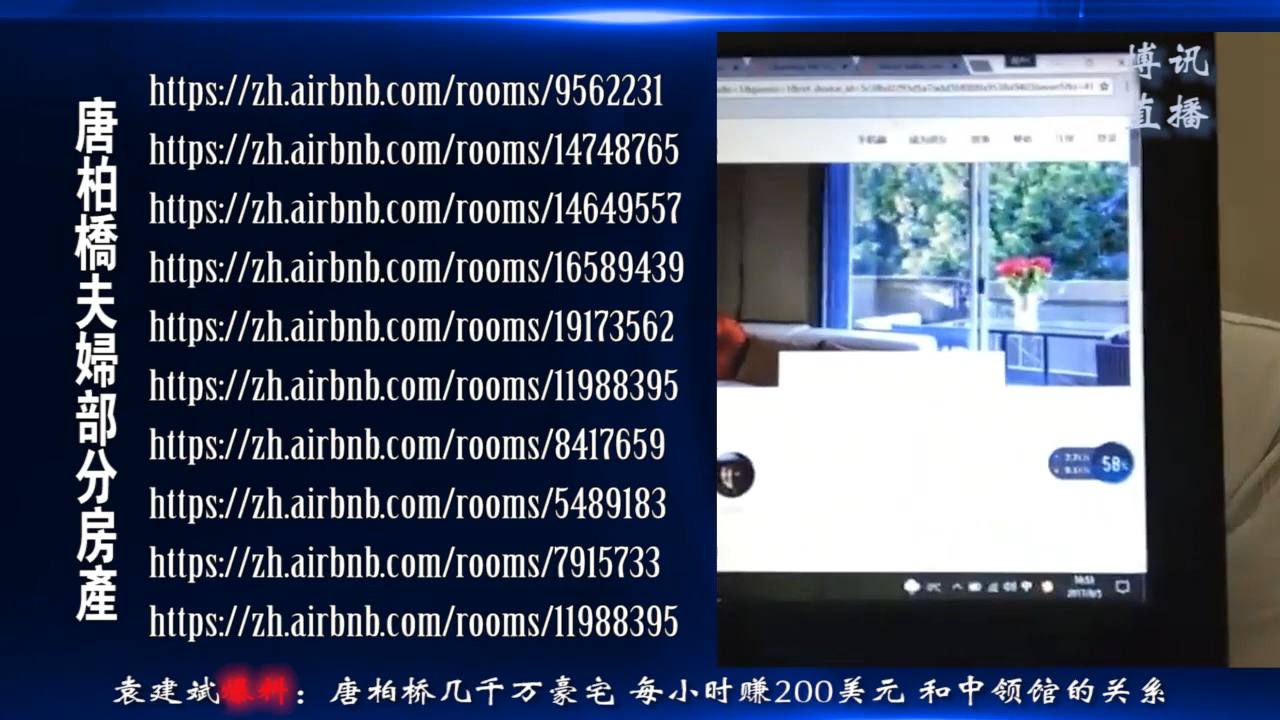 唐柏橋夫婦部分房產
https://zh.airbnb.com/rooms/9562231
https://zh.airbnb.com/rooms/14748765
https://zh.airbnb.com/rooms/14649557
https://zh.airbnb.com/rooms/16589439
https://zh.airbnb.com/rooms/19173562
https://zh.airbnb.com/rooms/11988395
https://zh.airbnb.com/rooms/8417659
https://zh.airbnb.com/rooms/5489183
https://zh.airbnb.com/rooms/7915733
https://zh.airbnb.com/rooms/11988395
博讯
直播
58%
袁建斌爆料：唐柏桥几千万豪宅 每小时赚200美元 和中领馆的关系